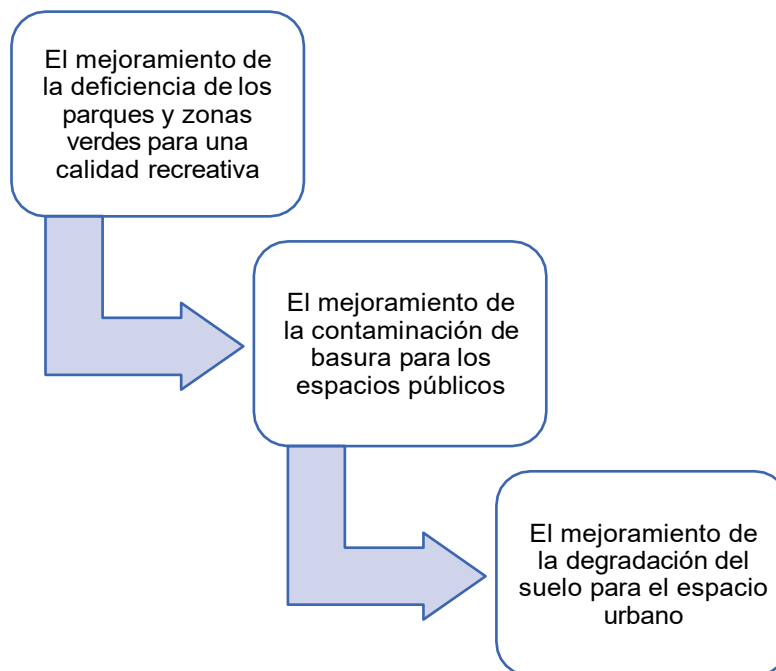 El mejoramiento de
la deficiencia de los
parques y zonas
verdes para una
calidad recreativa
El mejoramiento de
la contaminación de
basura para los
espacios públicos
El mejoramiento de
la degradación del
suelo para el espacio
urbano